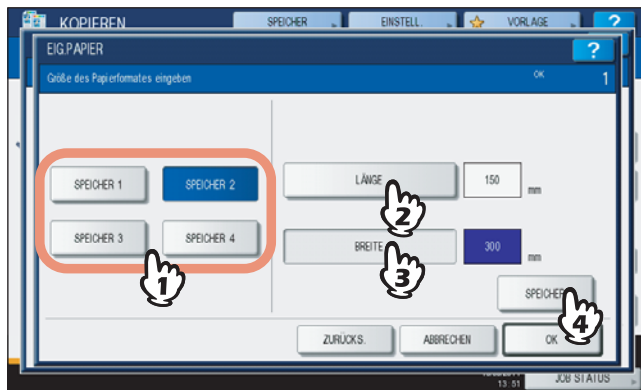 KOPIEREN SPEICHER EINSTELL. VORLAGE ?
EIG.PAPIER ?
Größe des Papierformates eingeben OK 1
SPEICHER 1 SPEICHER 2 LÄNGE 150 mm
2
SPEICHER 3 SPEICHER 4 BREITE 300 mm
1 3
SPEICHER
4
ZURÜCKS. ABBRECHEN OK
13:51 JOB STATUS